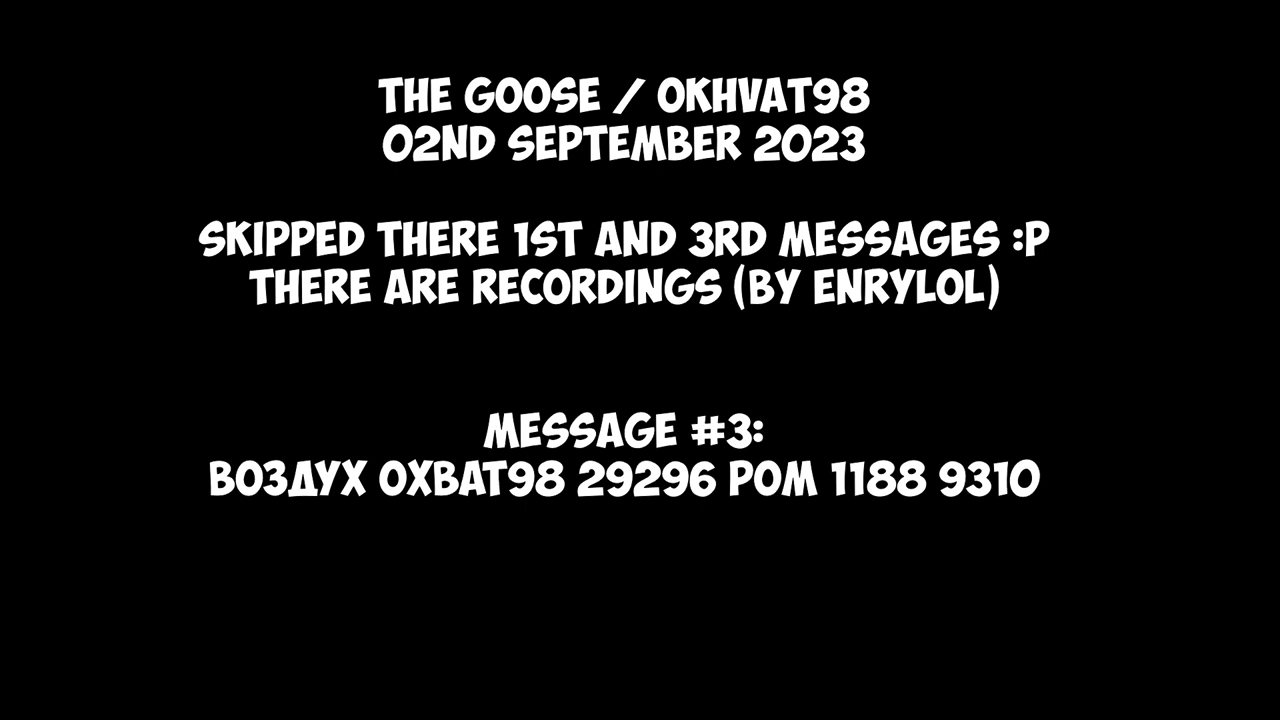 THE GOOSE / OKHVAT98
02ND SEPTEMBER 2023
SKIPPED THERE 1ST AND 3RD MESSAGES :P
THERE ARE RECORDINGS (BY ENRYLOL)
MESSAGE #3:
ВОЗДУХ ОХВАТ98 29296 РОМ 1188 9310